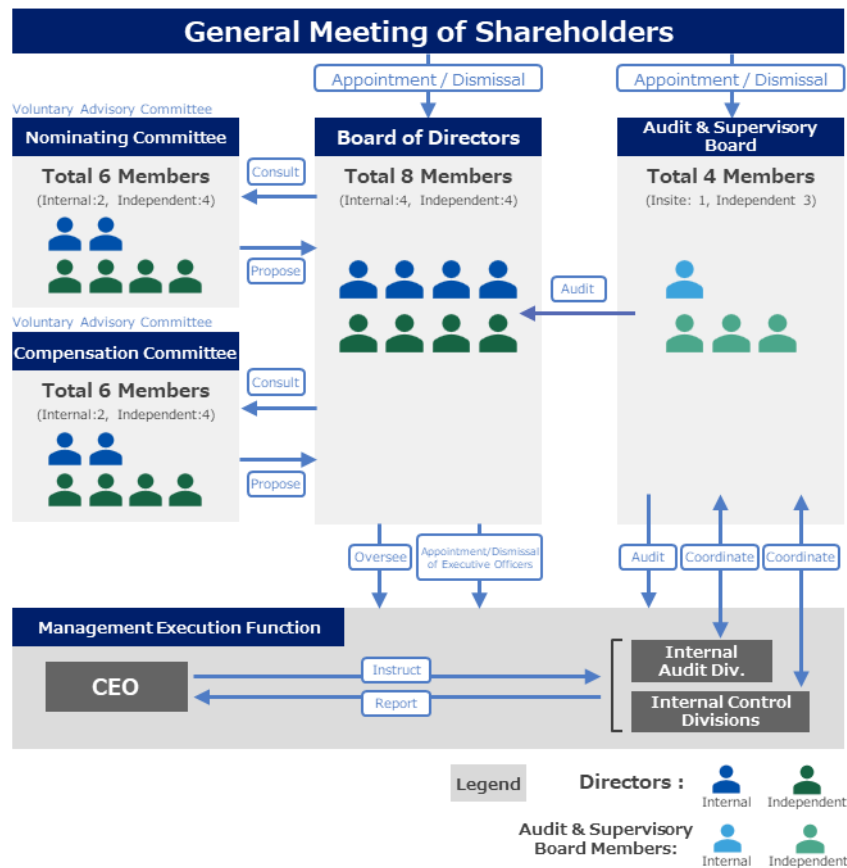 General Meeting of Shareholders
Appointment / Dismissal
Appointment / Dismissal
Voluntary Advisory Committee
Nominating Committee
Total 6 Members
(Internal:2, Independent:4)
Consult
Propose
Board of Directors
Total 8 Members
(Internal:4, Independent:4)
Audit & Supervisory
Board
Total 4 Members
(Insite: 1, Independent 3)
Audit
Voluntary Advisory Committee
Compensation Committee
Total 6 Members
(Internal:2, Independent:4)
Consult
Propose
Oversee
Appointment/Dismissal
of Executive Officers
Audit
Coordinate
Coordinate
Management Execution Function
CEO
Instruct
Report
Internal
Audit Div.
Internal Control
Divisions
Legend
Directors :
Internal
Independent
Audit & Supervisory
Board Members:
Internal
Independent